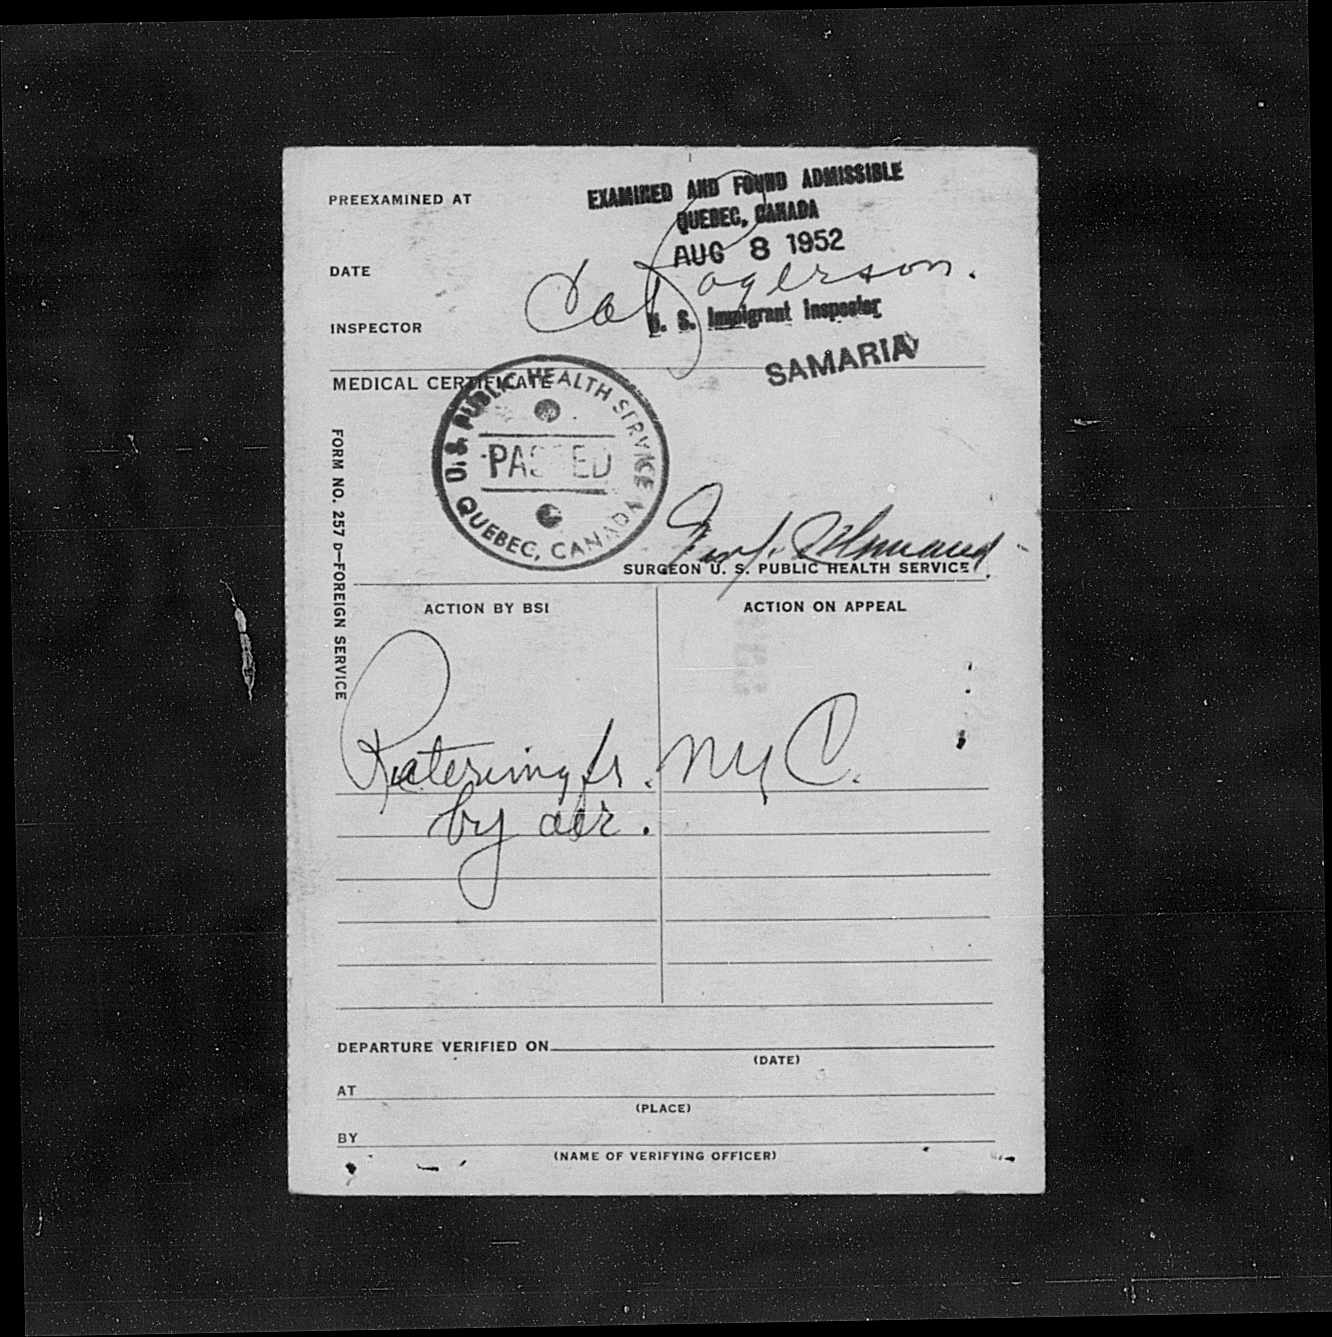 PREEXAMINED AT
EXAMINED AND FOUND ADMISSIBLE
QUEBEC, CANADA
AUG 8 1952
DATE
Rogerson.
INSPECTOR
U. S. Immigrant Inspector
SAMARIA
MEDICAL CERTIFICATE
U.S. PUBLIC HEALTH SERVICE
PASSED
QUEBEC, CANADA
FORM NO. 257 D—FOREIGN SERVICE
SURGEON U. S. PUBLIC HEALTH SERVICE
ACTION BY BSI
ACTION ON APPEAL
NYC.
by air.
DEPARTURE VERIFIED ON
(DATE)
AT
(PLACE)
BY
(NAME OF VERIFYING OFFICER)